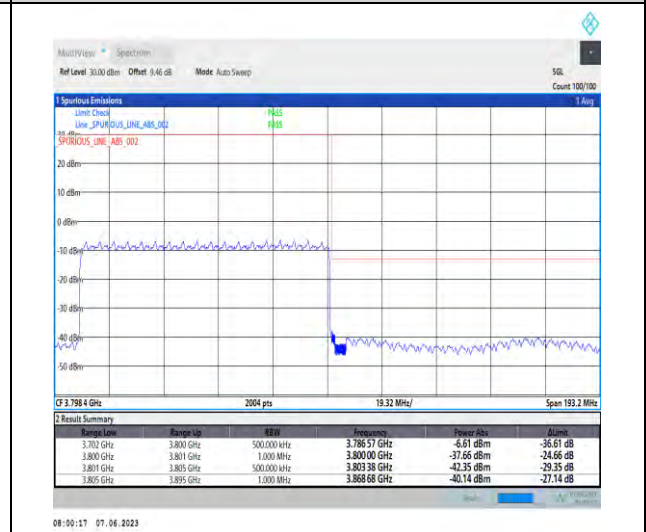 MultiView Spectrum
Ref Level 30.00 dBm Offset 9.46 dB Mode Auto Sweep SGL
Count 100/100
1 Spurious Emissions 1 Avg
Limit Check PASS
Line _SPURIOUS_LINE_ABS_002 PASS
30 dBm
SPURIOUS_LINE_ABS_002
20 dBm
10 dBm
0 dBm
-10 dBm
-20 dBm
-30 dBm
-40 dBm
-50 dBm
CF 3.798 4 GHz 2004 pts 19.32 MHz/ Span 193.2 MHz
2 Result Summary
Range Low Range Up RBW Frequency Power Abs ΔLimit
3.702 GHz 3.800 GHz 500.000 kHz 3.786 57 GHz -6.61 dBm -36.61 dB
3.800 GHz 3.801 GHz 1.000 MHz 3.800 00 GHz -37.66 dBm -24.66 dB
3.801 GHz 3.805 GHz 500.000 kHz 3.803 38 GHz -42.35 dBm -29.35 dB
3.805 GHz 3.895 GHz 1.000 MHz 3.868 68 GHz -40.14 dBm -27.14 dB
08:00:17 07.06.2023